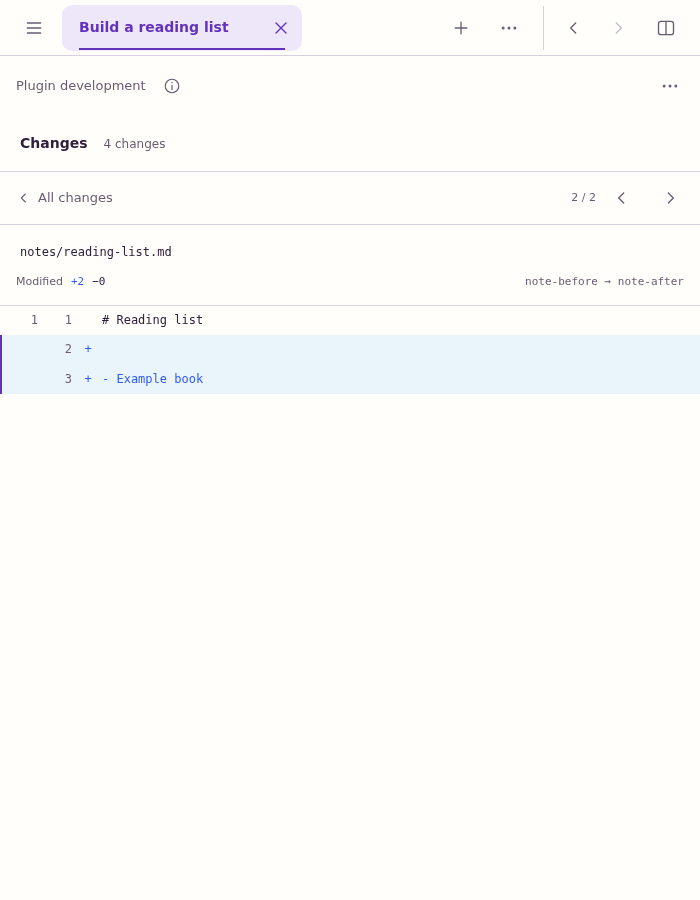 Build a reading list
Plugin development
Changes 4 changes
All changes 2 / 2
notes/reading-list.md
Modified +2 −0 note-before → note-after
1 1 # Reading list
2 +
3 + - Example book